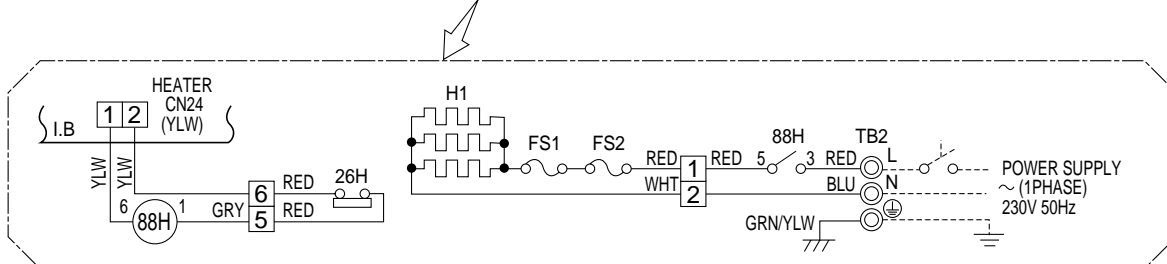 HEATER
CN24
(YLW)
1 2
I.B
YLW
YLW
6
88H
1
GRY
6
5
RED
RED
26H
H1
FS1
FS2
RED
WHT
1
2
RED
5
88H
3
RED
BLU
GRN/YLW
TB2
L
N
POWER SUPPLY
~ (1PHASE)
230V 50Hz